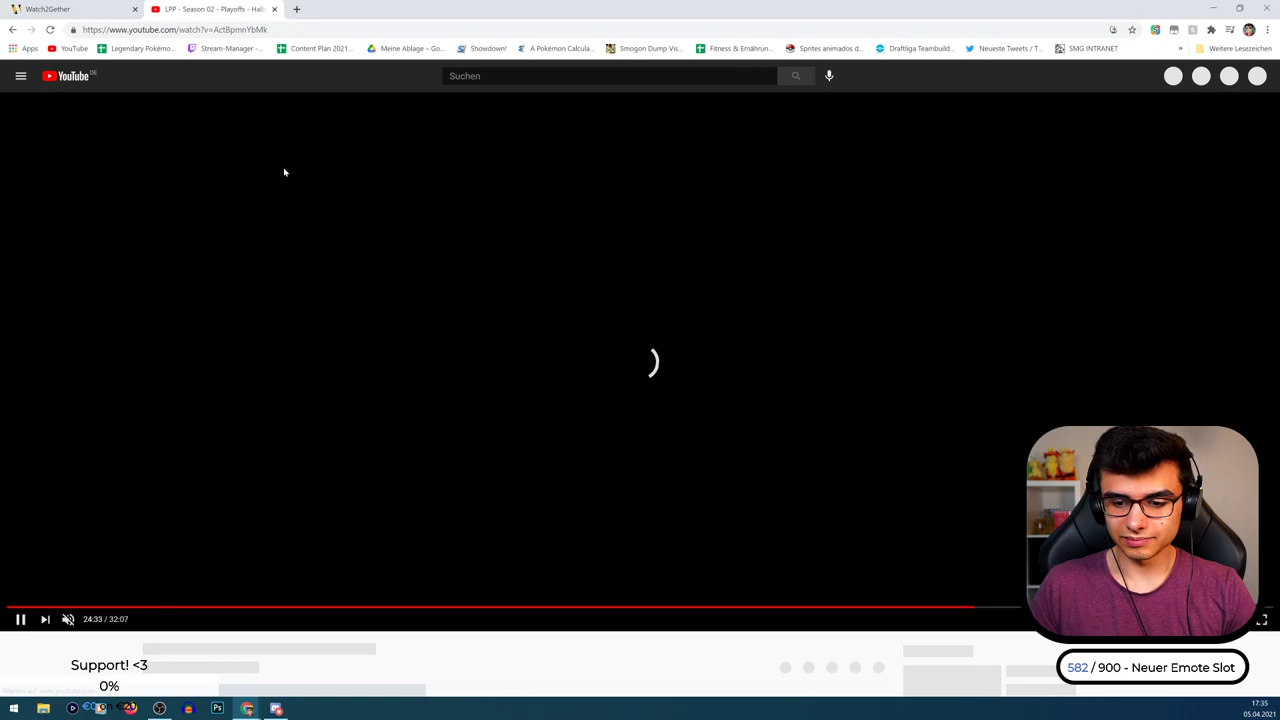 Watch2Gether
LPP - Season 02 - Playoffs - Halb
https://www.youtube.com/watch?v=ActBpmnYbMk
Apps
YouTube
Legendary Pokémo...
Stream-Manager -...
Content Plan 2021...
Meine Ablage – Go...
Showdown!
A Pokémon Calcula...
Smogon Dump Vis...
Fitness & Ernährun...
Sprites animados d...
Draftliga Teambuild...
Neueste Tweets / T...
SMG INTRANET
»
Weitere Lesezeichen
YouTube DE
Suchen
24:33 / 32:07
Support! <3
0%
582 / 900 - Neuer Emote Slot
17:35
05.04.2021